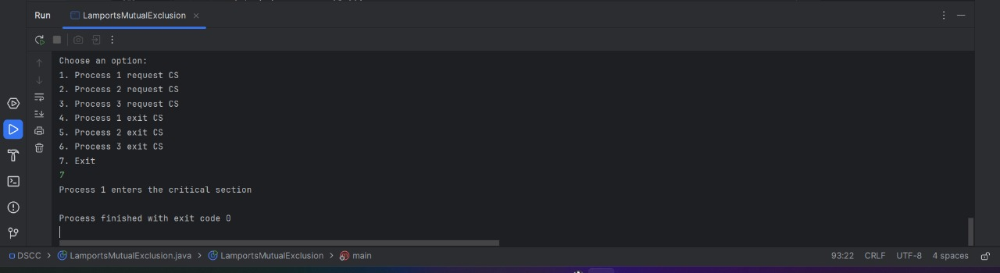 Run LamportsMutualExclusion
Choose an option:
1. Process 1 request CS
2. Process 2 request CS
3. Process 3 request CS
4. Process 1 exit CS
5. Process 2 exit CS
6. Process 3 exit CS
7. Exit
7
Process 1 enters the critical section
Process finished with exit code 0
DSCC > LamportsMutualExclusion.java > LamportsMutualExclusion > main 93:22 CRLF UTF-8 4 spaces